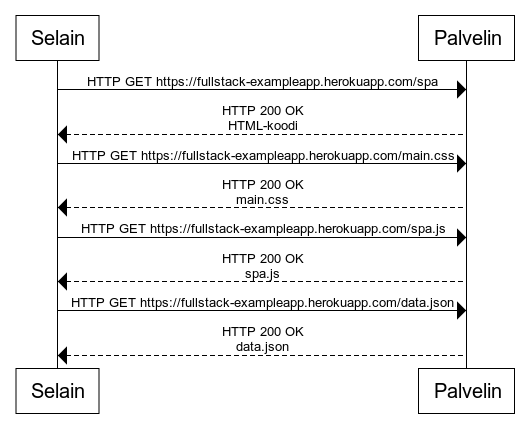 Selain Palvelin
HTTP GET https://fullstack-exampleapp.herokuapp.com/spa
HTTP 200 OK
HTML-koodi
HTTP GET https://fullstack-exampleapp.herokuapp.com/main.css
HTTP 200 OK
main.css
HTTP GET https://fullstack-exampleapp.herokuapp.com/spa.js
HTTP 200 OK
spa.js
HTTP GET https://fullstack-exampleapp.herokuapp.com/data.json
HTTP 200 OK
data.json
Selain Palvelin